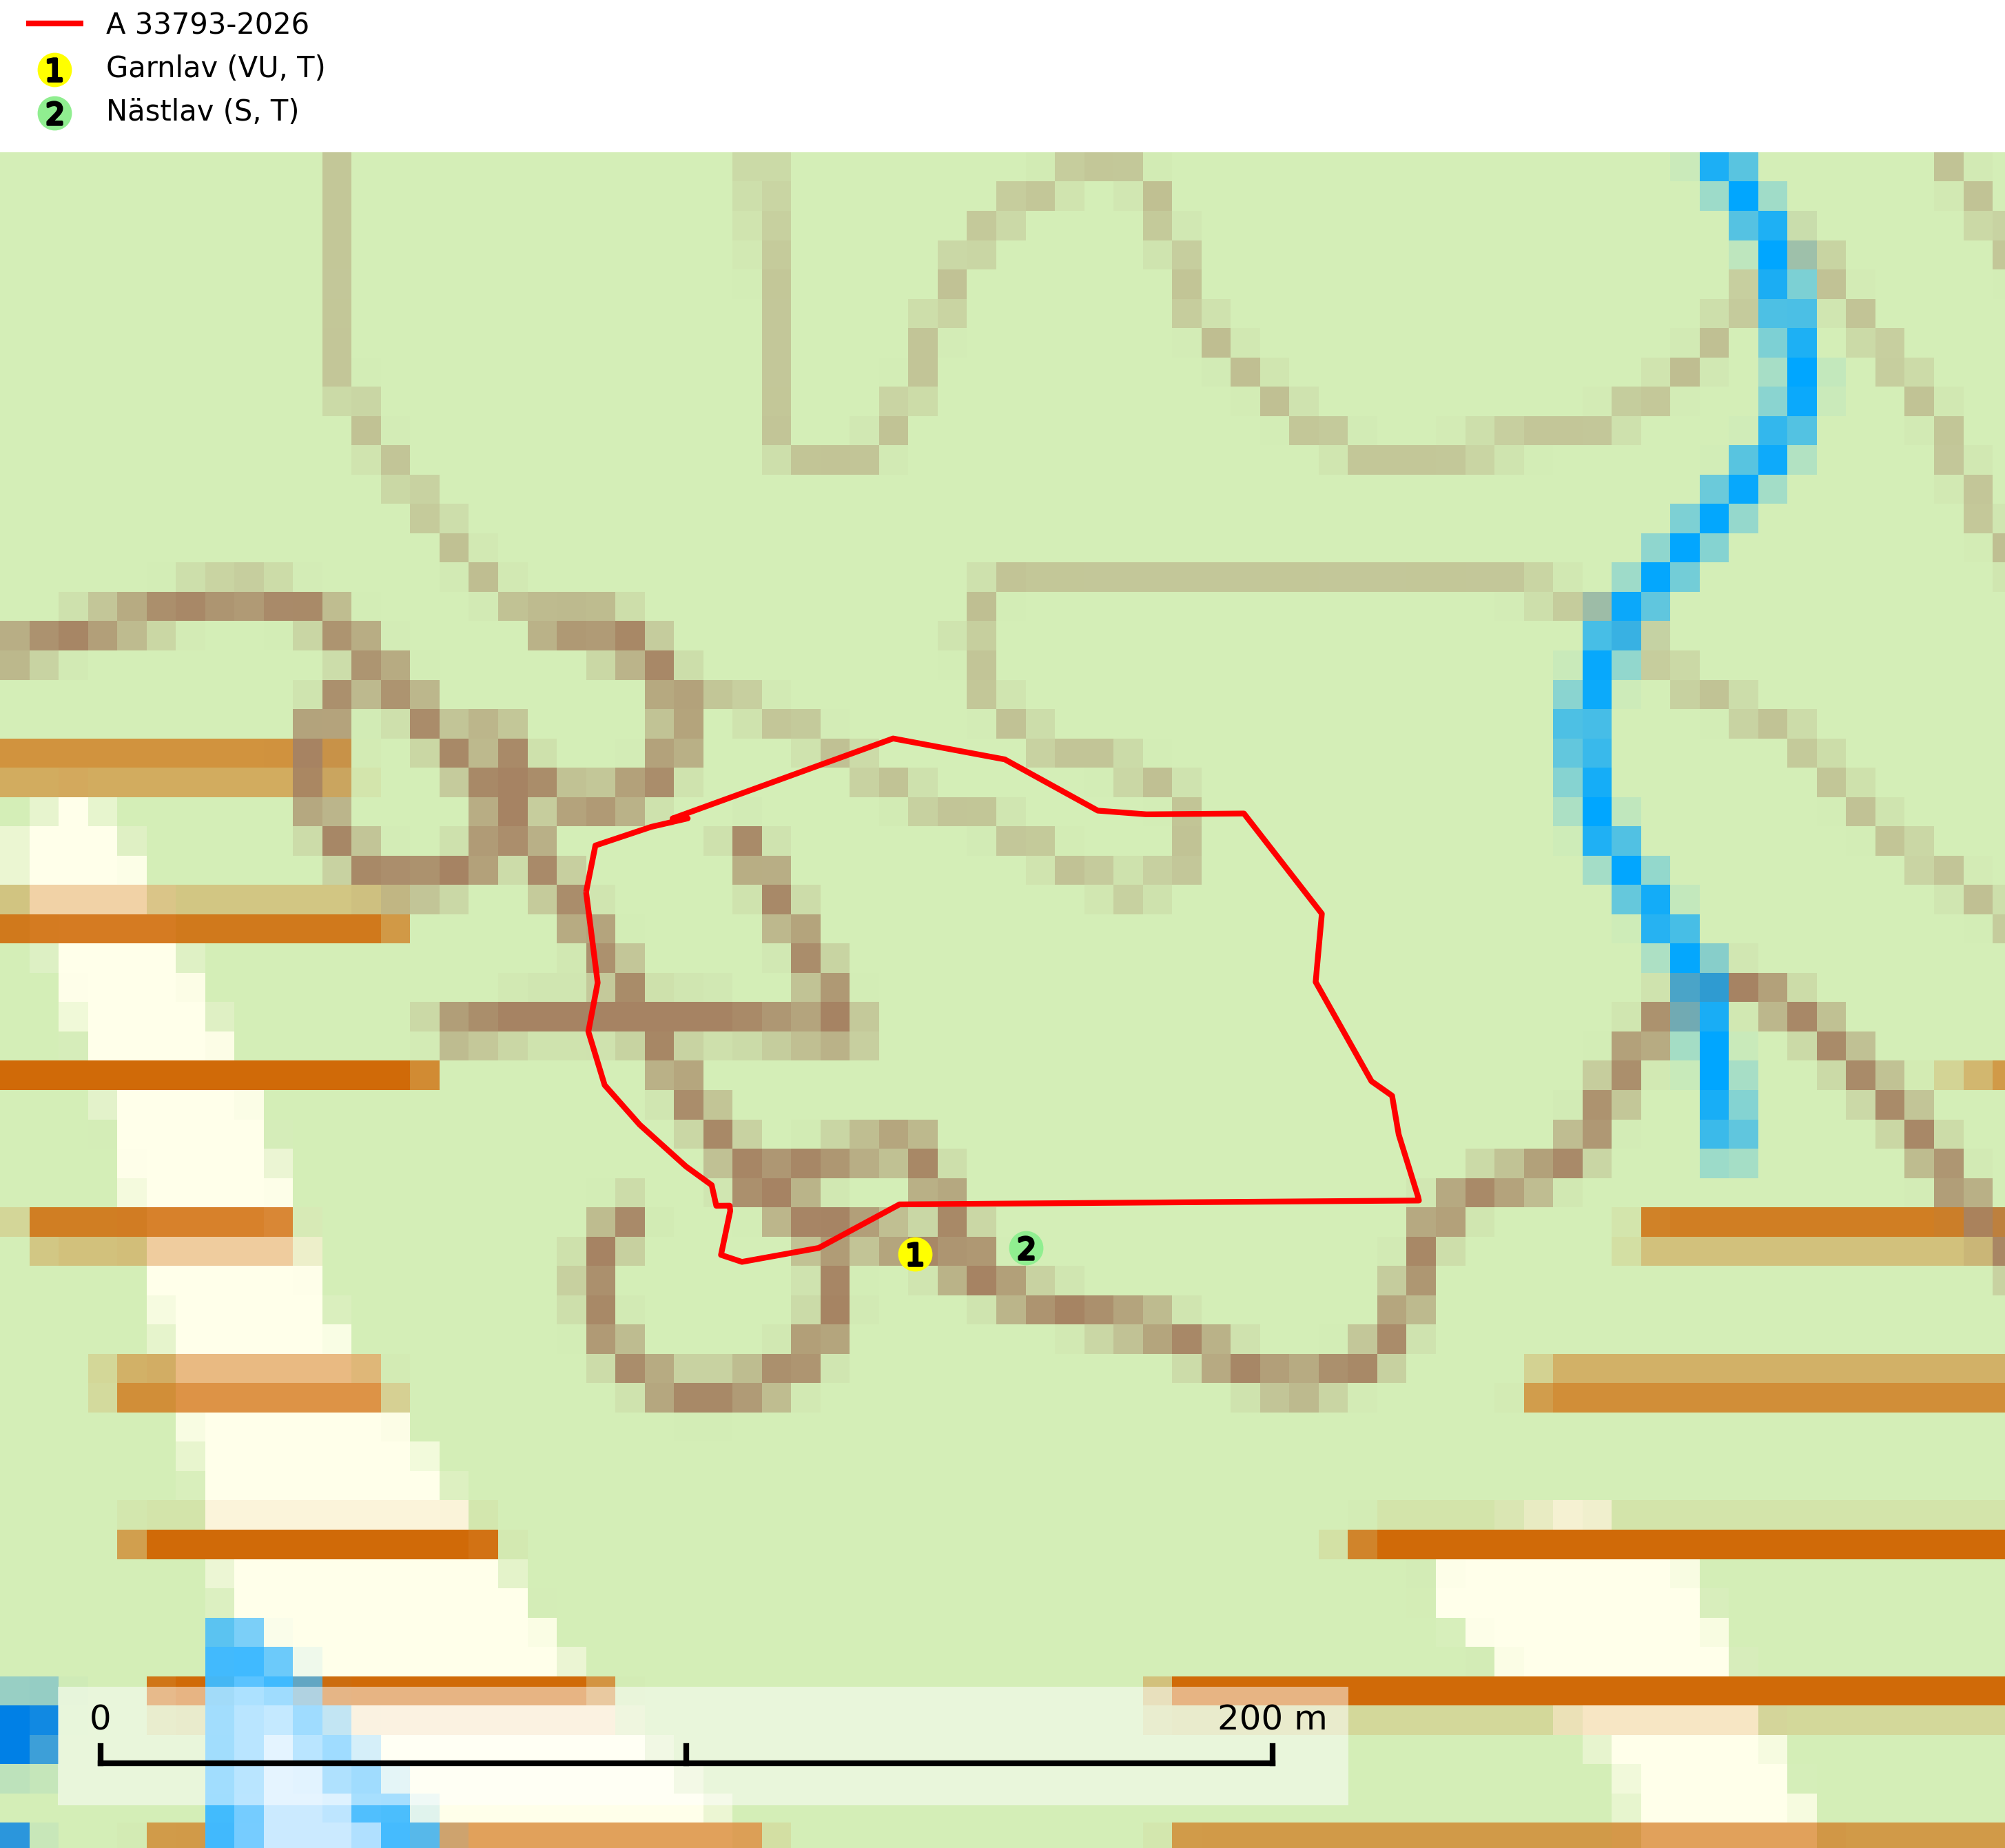 A 33793-2026
1 Garnlav (VU, T)
2 Nästlav (S, T)
1 2
0 200 m